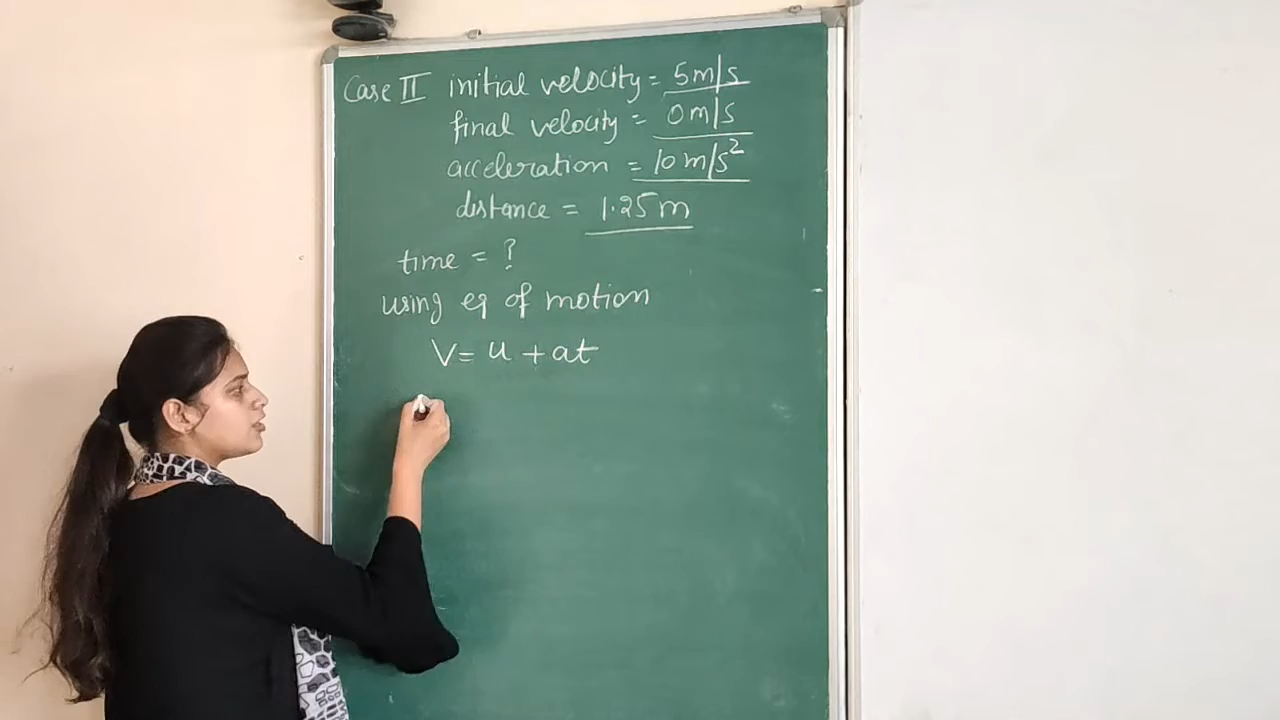 Case II initial velocity = 5m/s
final velocity = 0m/s
acceleration = 10m/s²
distance = 1.25m
time = ?
using eq of motion
V = u + at